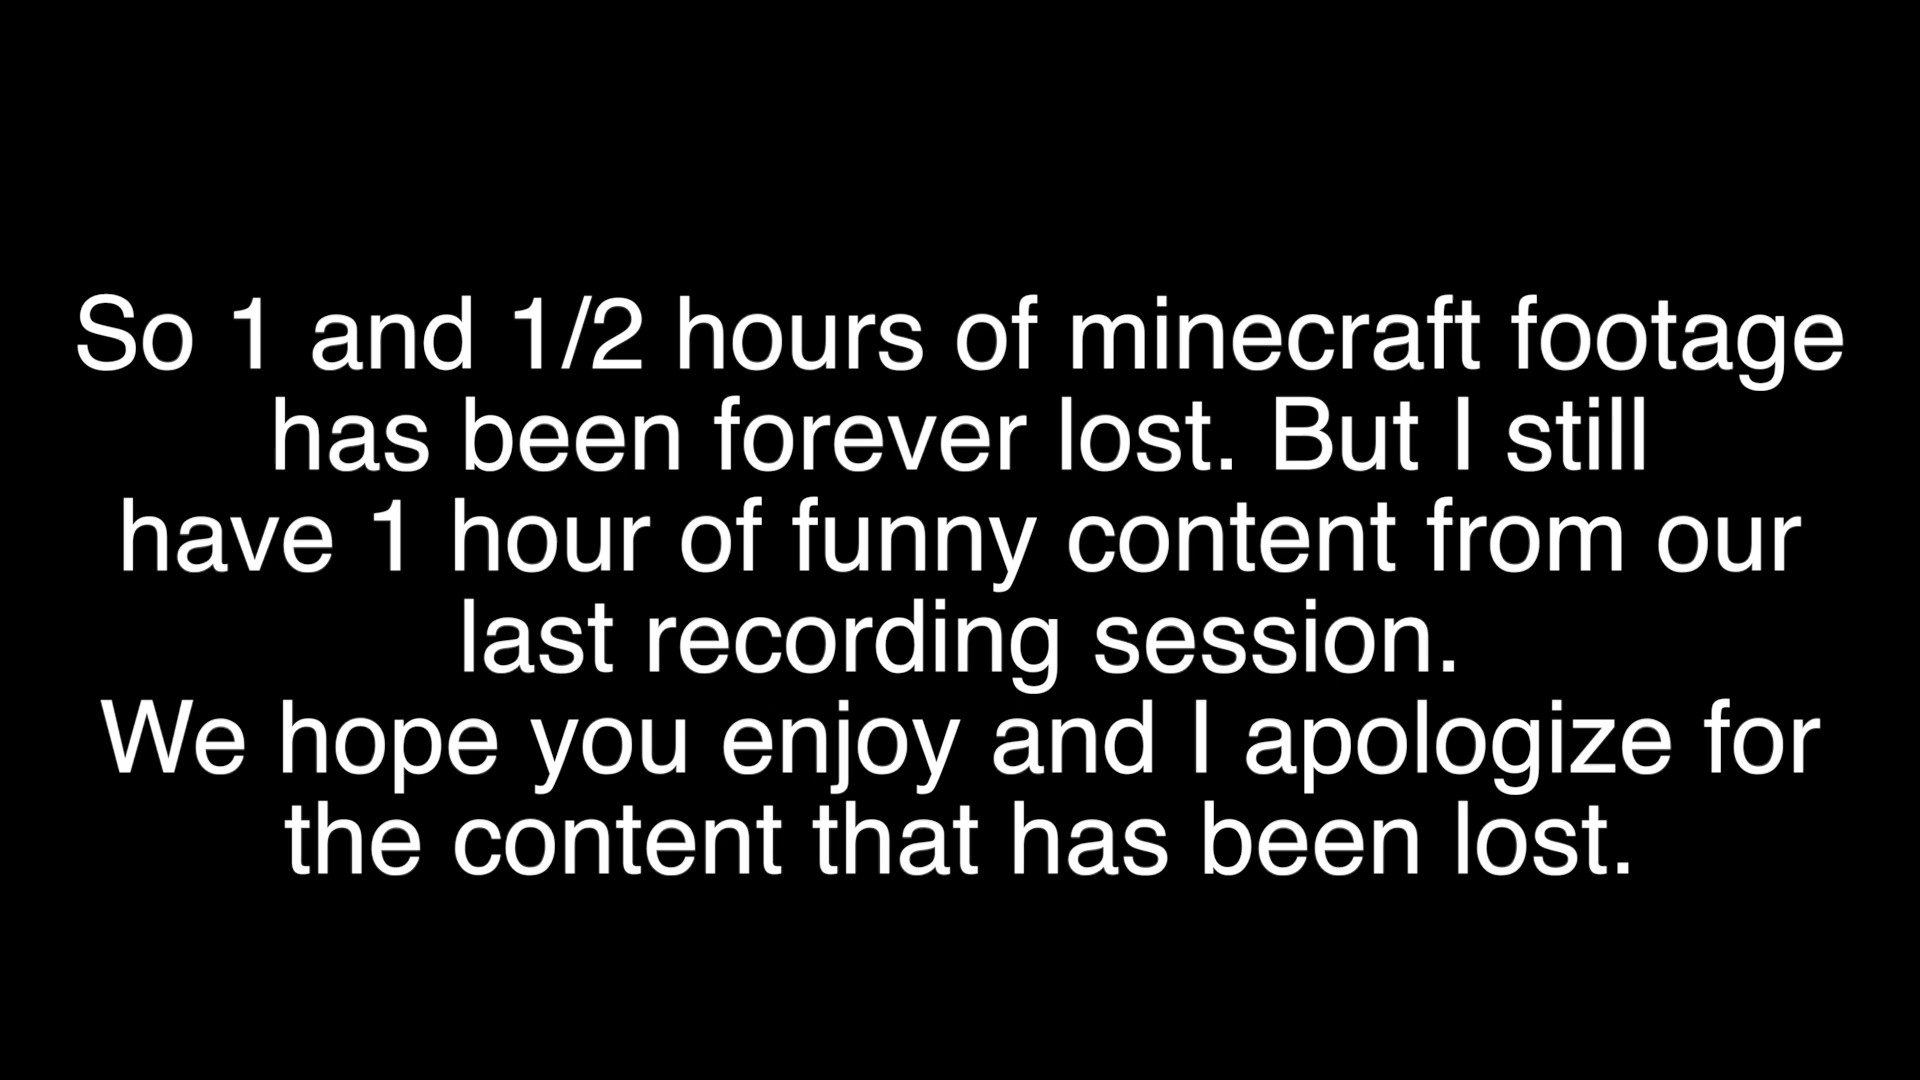 So 1 and 1/2 hours of minecraft footage
has been forever lost. But I still
have 1 hour of funny content from our
last recording session.
We hope you enjoy and I apologize for
the content that has been lost.